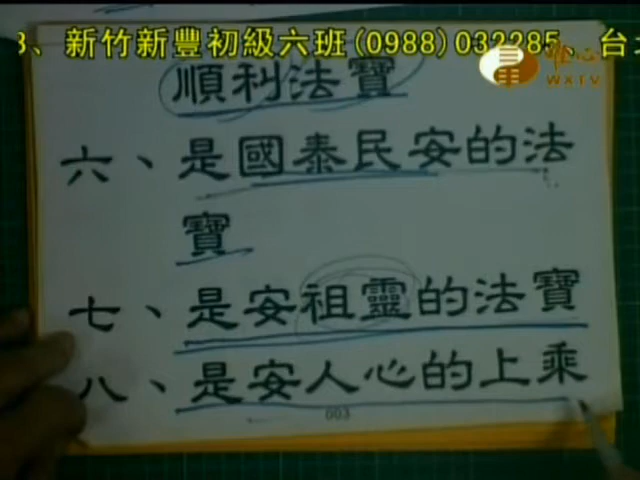 3、新竹新豐初級六班(0988)032285、台北
唯心
WXTV
順利法寶
六、是國泰民安的法
寶
七、是安祖靈的法寶
八、是安人心的上乘
003